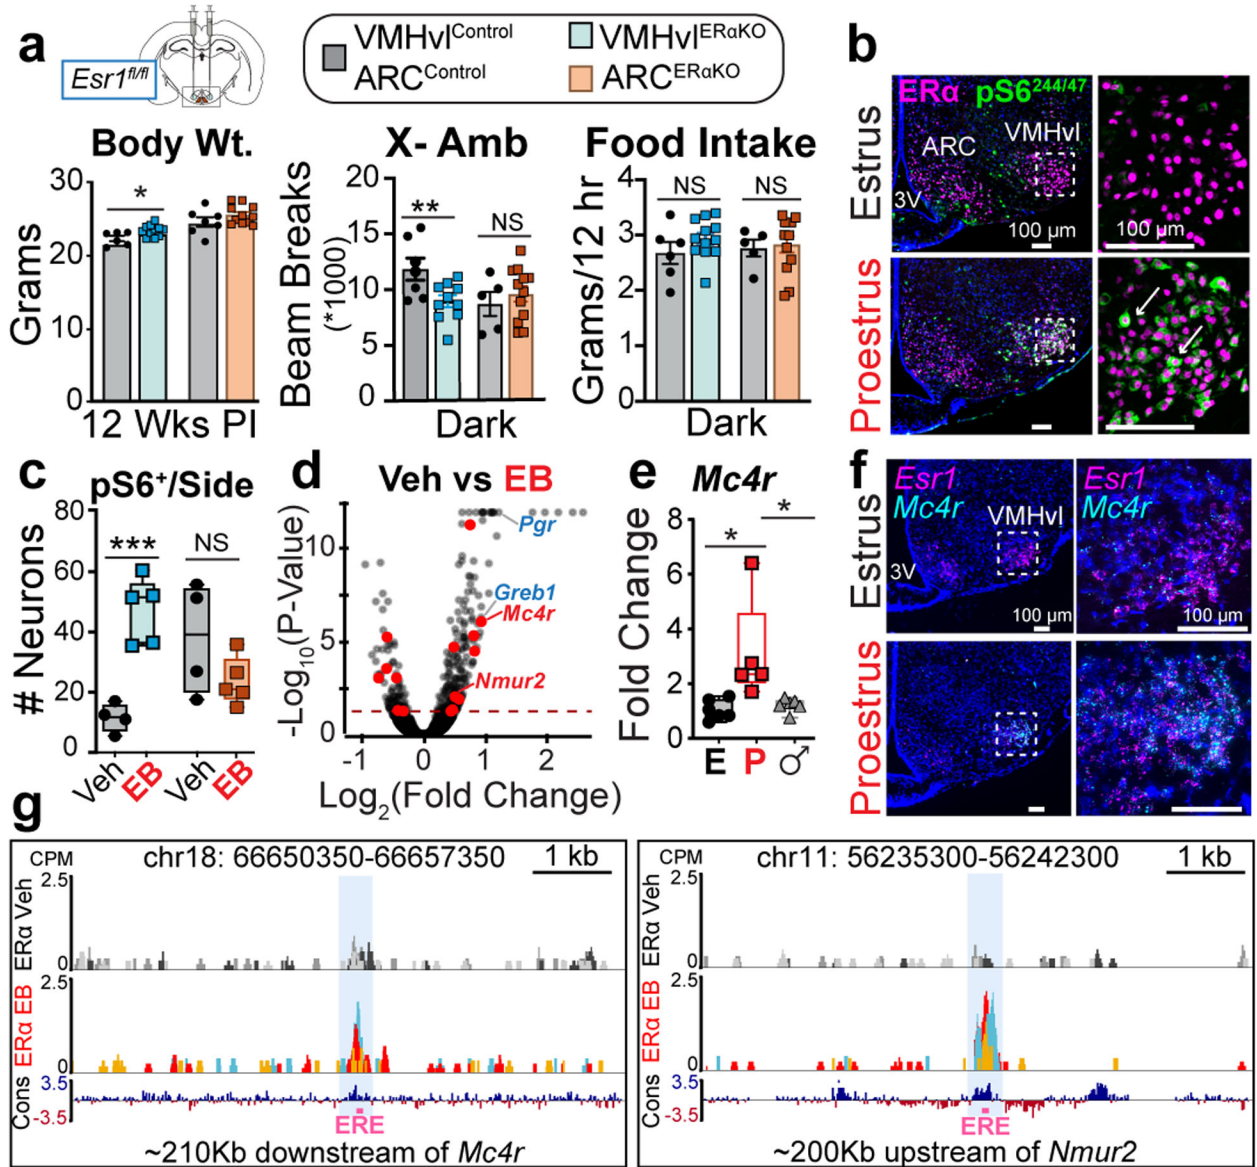 a
Esr1fl/fl
VMHvlControl
ARCControl
VMHvlERαKO
ARCERαKO
Body Wt.
Grams
30
20
10
0
*
12 Wks PI
X- Amb
Beam Breaks
(*1000)
20
15
10
5
0
**
NS
Dark
Food Intake
Grams/12 hr
4
3
2
1
0
NS
NS
Dark
b
Estrus
Proestrus
ERα pS6244/47
ARC
VMHvl
3V
100 µm
100 µm
c
pS6+/Side
# Neurons
80
60
40
20
0
***
NS
Veh
EB
Veh
EB
d
Veh vs EB
-Log10(P-Value)
10
5
0
Pgr
Greb1
Mc4r
Nmur2
-1
0
1
2
Log2(Fold Change)
e
Mc4r
Fold Change
8
6
4
2
0
*
*
E
P
♂
f
Estrus
Proestrus
Esr1
Mc4r
VMHvl
3V
100 µm
Esr1
Mc4r
100 µm
g
CPM
chr18: 66650350-66657350
1 kb
2.5
ERα Veh
0
2.5
ERα EB
0
Cons
3.5
-3.5
ERE
~210Kb downstream of Mc4r
CPM
chr11: 56235300-56242300
1 kb
2.5
ERα Veh
0
2.5
ERα EB
0
Cons
3.5
-3.5
ERE
~200Kb upstream of Nmur2